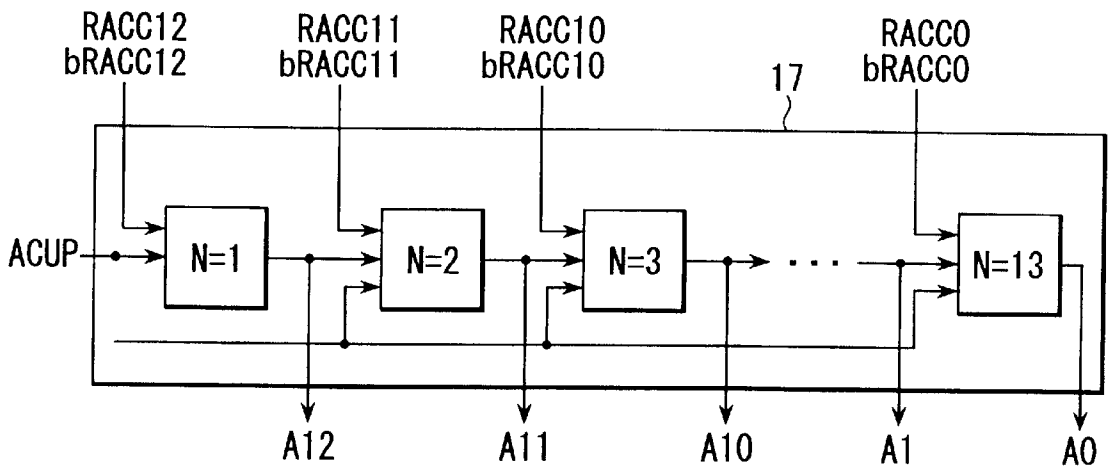 RACC12
bRACC12
RACC11
bRACC11
RACC10
bRACC10
RACC0
bRACC0
17
ACUP
N=1
N=2
N=3
· · ·
N=13
A12
A11
A10
A1
A0